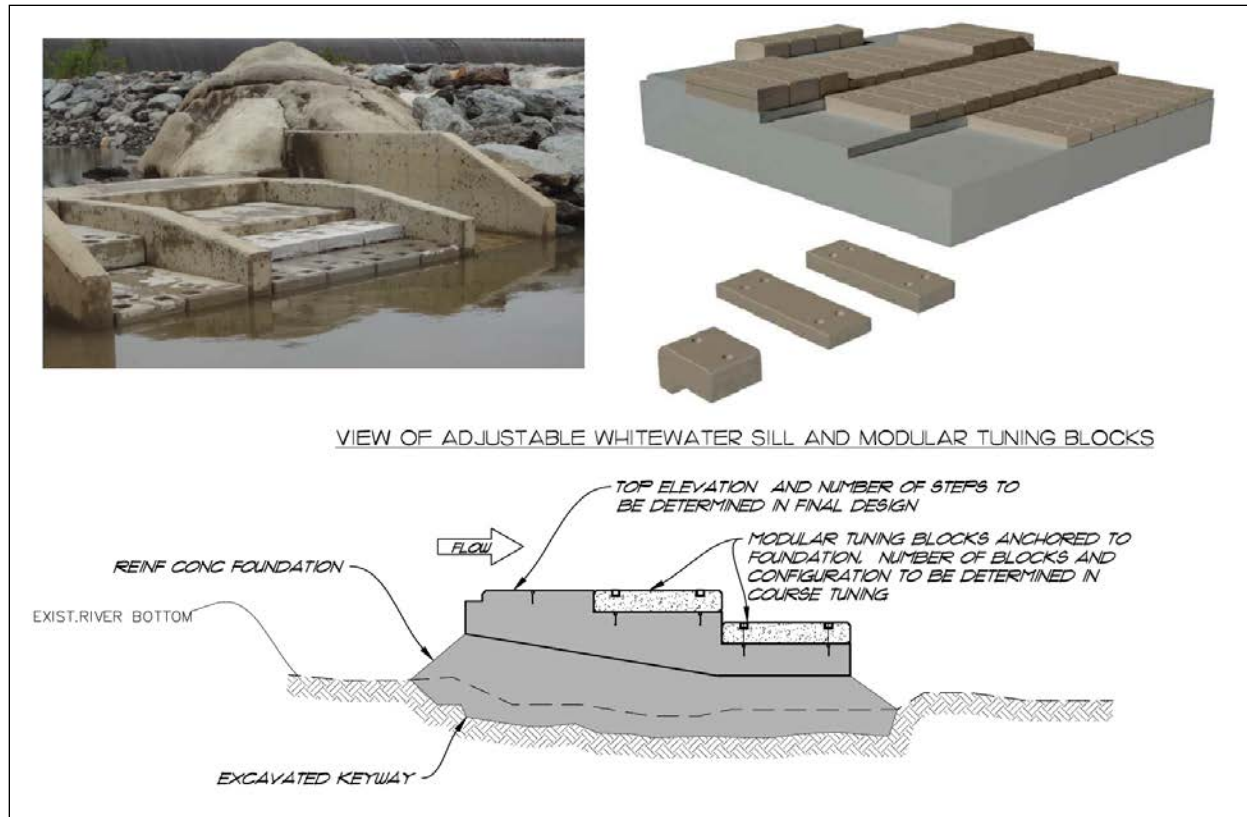 VIEW OF ADJUSTABLE WHITEWATER SILL AND MODULAR TUNING BLOCKS
TOP ELEVATION AND NUMBER OF STEPS TO
BE DETERMINED IN FINAL DESIGN
FLOW
MODULAR TUNING BLOCKS ANCHORED TO
FOUNDATION. NUMBER OF BLOCKS AND
CONFIGURATION TO BE DETERMINED IN
COURSE TUNING
REINF CONC FOUNDATION
EXIST.RIVER BOTTOM
EXCAVATED KEYWAY